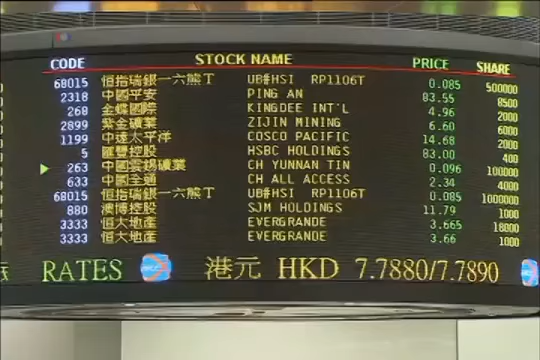 CODE STOCK NAME PRICE SHARE
68015 恒指瑞銀一六熊T UB#HSI RP1106T 0.085 500000
2318 中國平安 PING AN 83.55 8500
268 金蝶國際 KINGDEE INT'L 4.96 2000
2899 紫金礦業 ZIJIN MINING 6.60 6000
1199 中遠太平洋 COSCO PACIFIC 14.68 2000
5 匯豐控股 HSBC HOLDINGS 83.00 400
263 中國雲錫礦業 CH YUNNAN TIN 0.096 100000
633 中國全通 CH ALL ACCESS 2.34 4000
68015 恒指瑞銀一六熊T UB#HSI RP1106T 0.085 1000000
880 澳博控股 SJM HOLDINGS 11.79 1000
3333 恒大地產 EVERGRANDE 3.665 18000
3333 恒大地產 EVERGRANDE 3.66 1000
RATES 港元 HKD 7.7880/7.7890